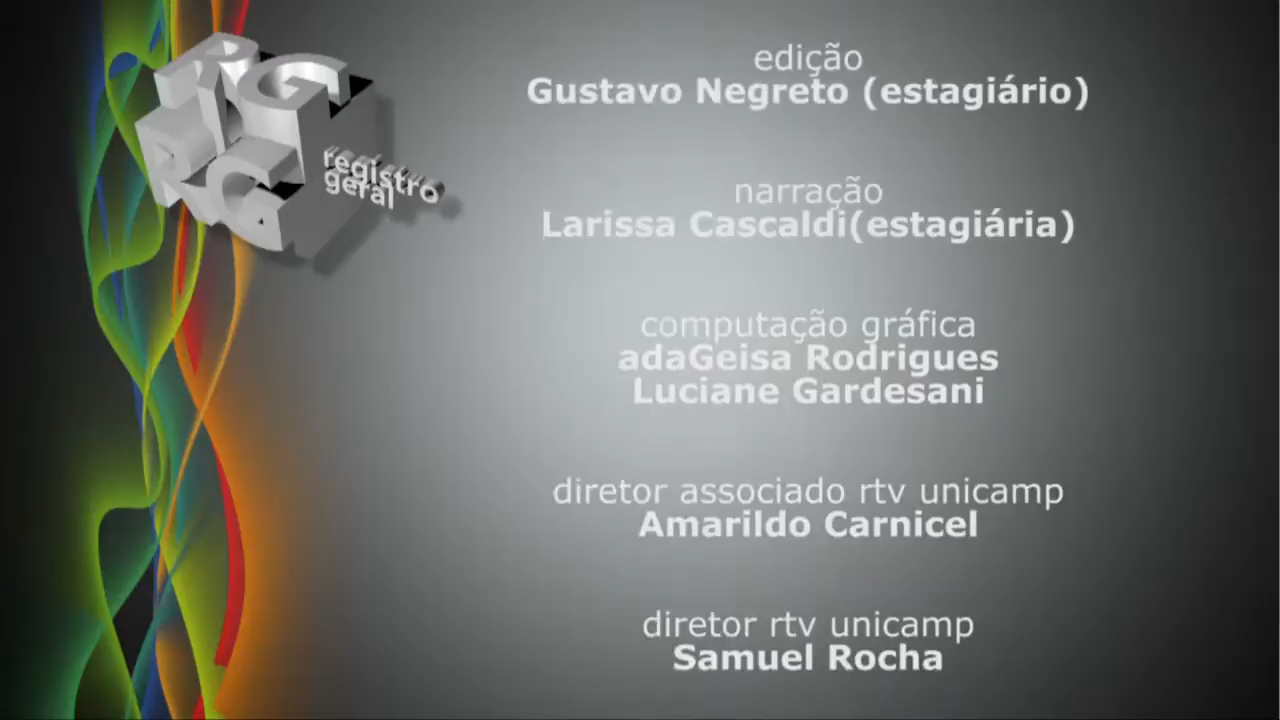 RG
RG
registro
geral
edição
Gustavo Negreto (estagiário)
narração
Larissa Cascaldi(estagiária)
computação gráfica
adaGeisa Rodrigues
Luciane Gardesani
diretor associado rtv unicamp
Amarildo Carnicel
diretor rtv unicamp
Samuel Rocha